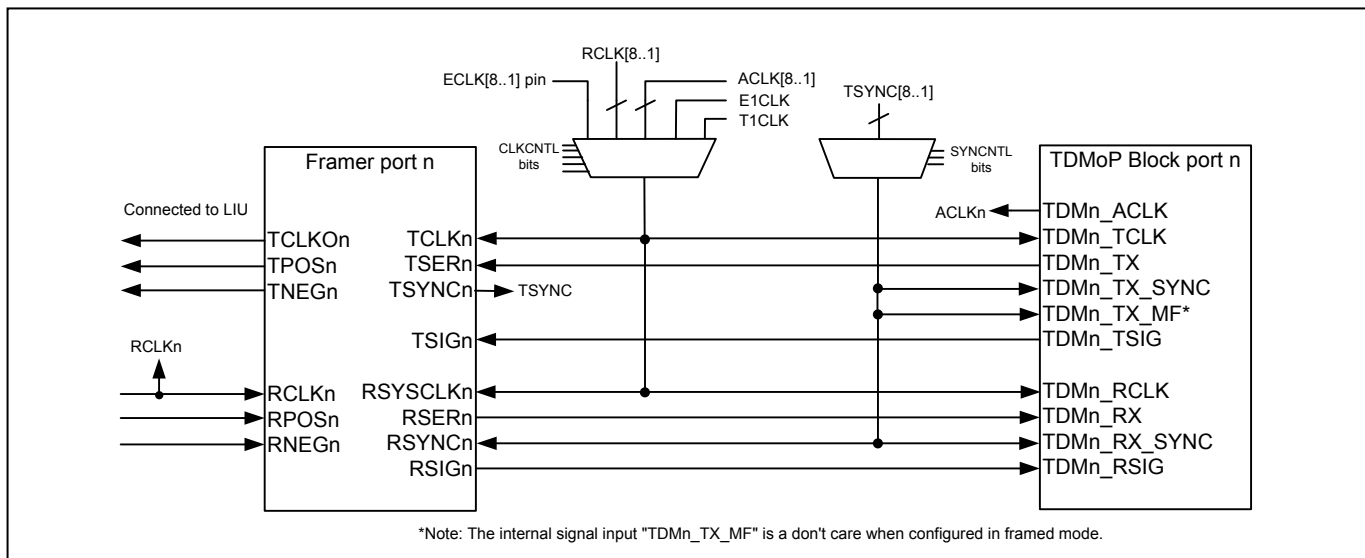 RCLK[8..1]
ECLK[8..1] pin
ACLK[8..1]
E1CLK
T1CLK
TSYNC[8..1]
CLKCNTL
bits
SYNCNTL
bits
Framer port n
TDMoP Block port n
Connected to LIU
ACLKn
TDMn_ACLK
TCLKOn
TCLKn
TDMn_TCLK
TPOSn
TSERn
TDMn_TX
TNEGn
TSYNCn
TSYNC
TDMn_TX_SYNC
TDMn_TX_MF*
TSIGn
TDMn_TSIG
RCLKn
RCLKn
RSYSCLKn
TDMn_RCLK
RPOSn
RSERn
TDMn_RX
RNEGn
RSYNCn
TDMn_RX_SYNC
RSIGn
TDMn_RSIG
*Note: The internal signal input "TDMn_TX_MF" is a don't care when configured in framed mode.